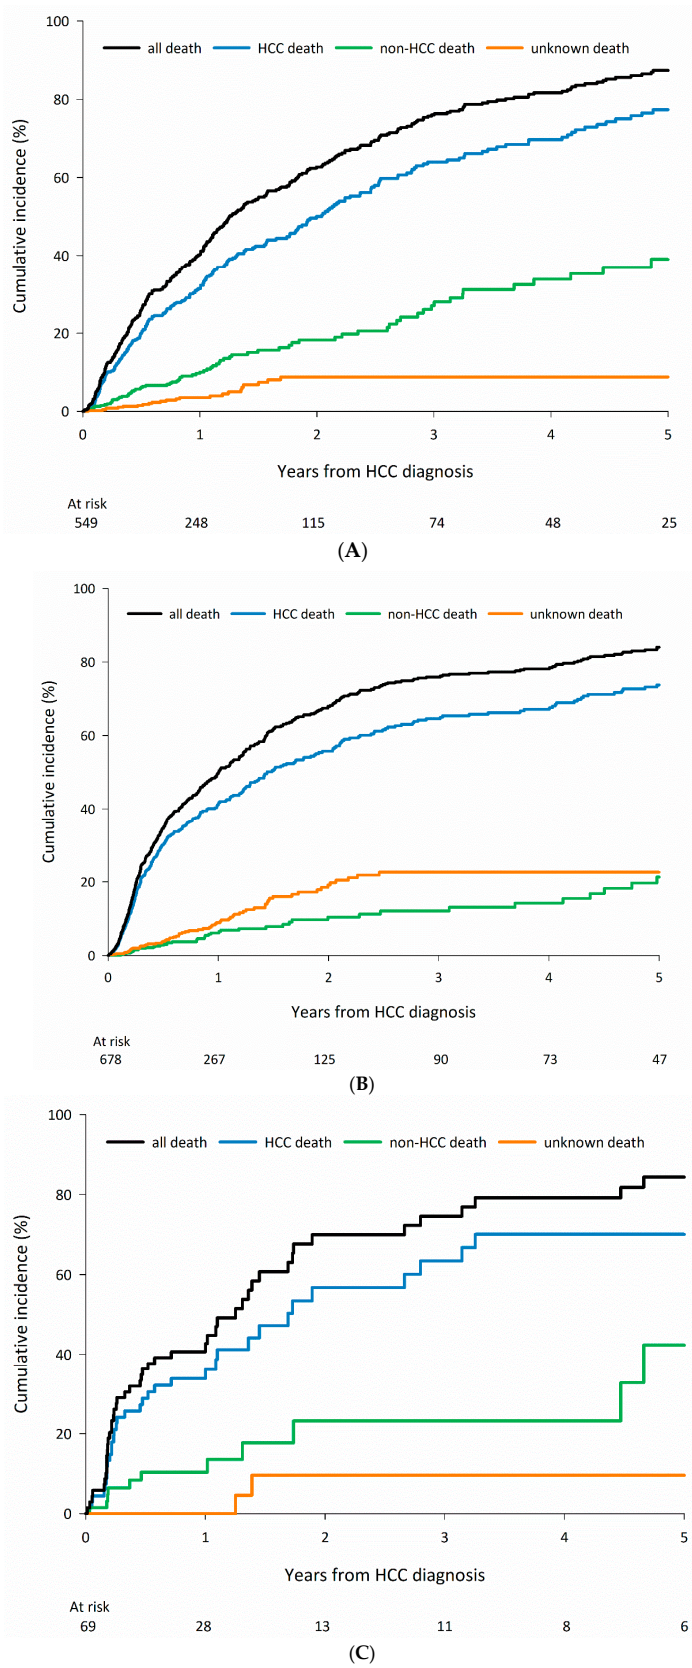 100
all death HCC death non-HCC death unknown death
80
60
40
20
0
Cumulative incidence (%)
0 1 2 3 4 5
Years from HCC diagnosis
At risk
549 248 115 74 48 25
(A)
100
all death HCC death non-HCC death unknown death
80
60
40
20
0
Cumulative incidence (%)
0 1 2 3 4 5
Years from HCC diagnosis
At risk
678 267 125 90 73 47
(B)
100
all death HCC death non-HCC death unknown death
80
60
40
20
0
Cumulative incidence (%)
0 1 2 3 4 5
Years from HCC diagnosis
At risk
69 28 13 11 8 6
(C)